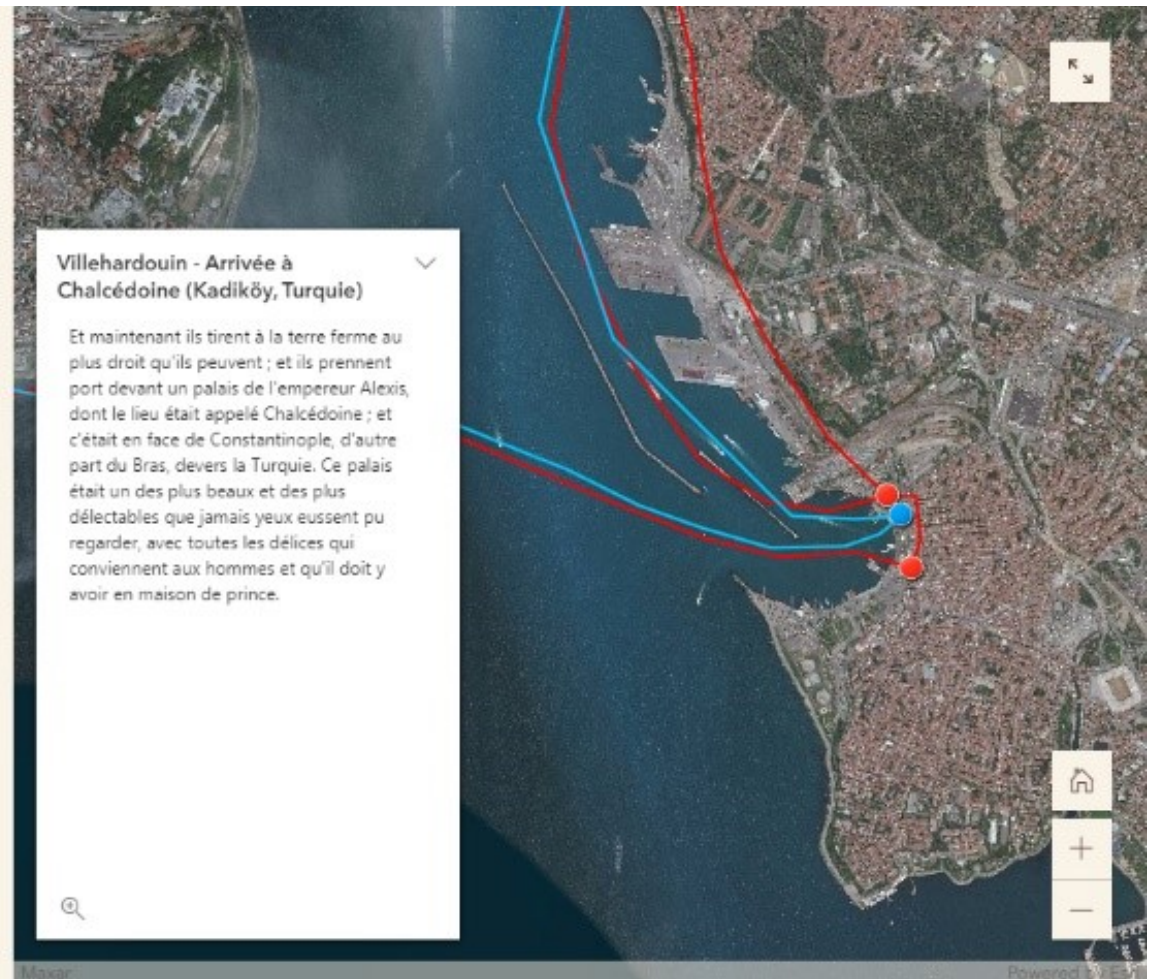 Villehardouin - Arrivée à
Chalcédoine (Kadiköy, Turquie)
Et maintenant ils tirent à la terre ferme au
plus droit qu'ils peuvent ; et ils prennent
port devant un palais de l'empereur Alexis,
dont le lieu était appelé Chalcédoine ; et
c'était en face de Constantinople, d'autre
part du Bras, devers la Turquie. Ce palais
était un des plus beaux et des plus
délectables que jamais yeux eussent pu
regarder, avec toutes les délices qui
conviennent aux hommes et qu'il doit y
avoir en maison de prince.
Maxar
Powered